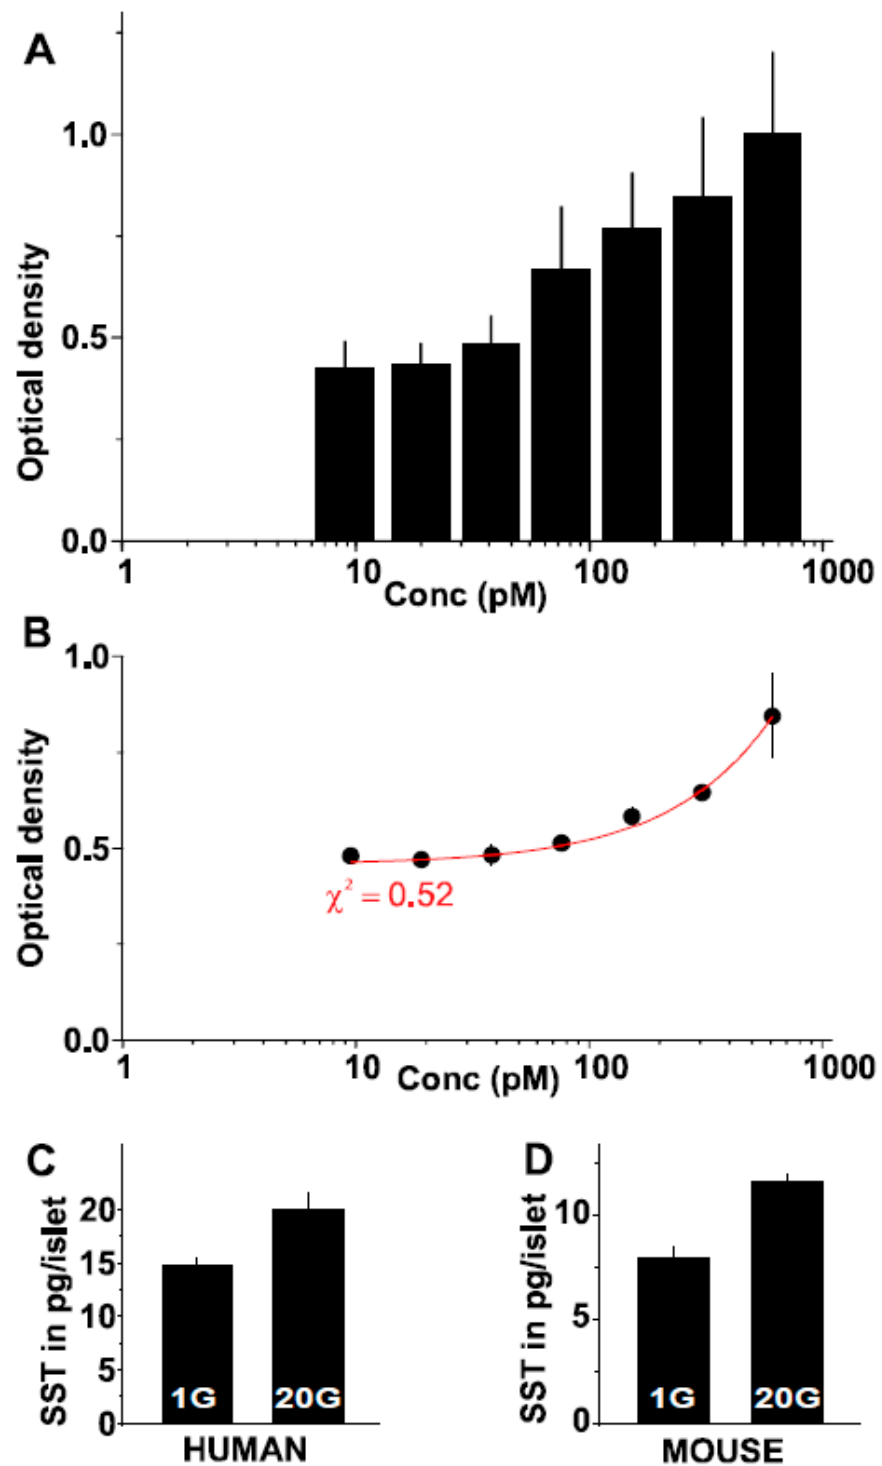 A
Optical density
1.0
0.5
0.0
1 10 100 1000
Conc (pM)
B
Optical density
1.0
0.5
0.0
χ² = 0.52
1 10 100 1000
Conc (pM)
C
SST in pg/islet
20
15
10
5
0
1G 20G
HUMAN
D
SST in pg/islet
10
5
0
1G 20G
MOUSE